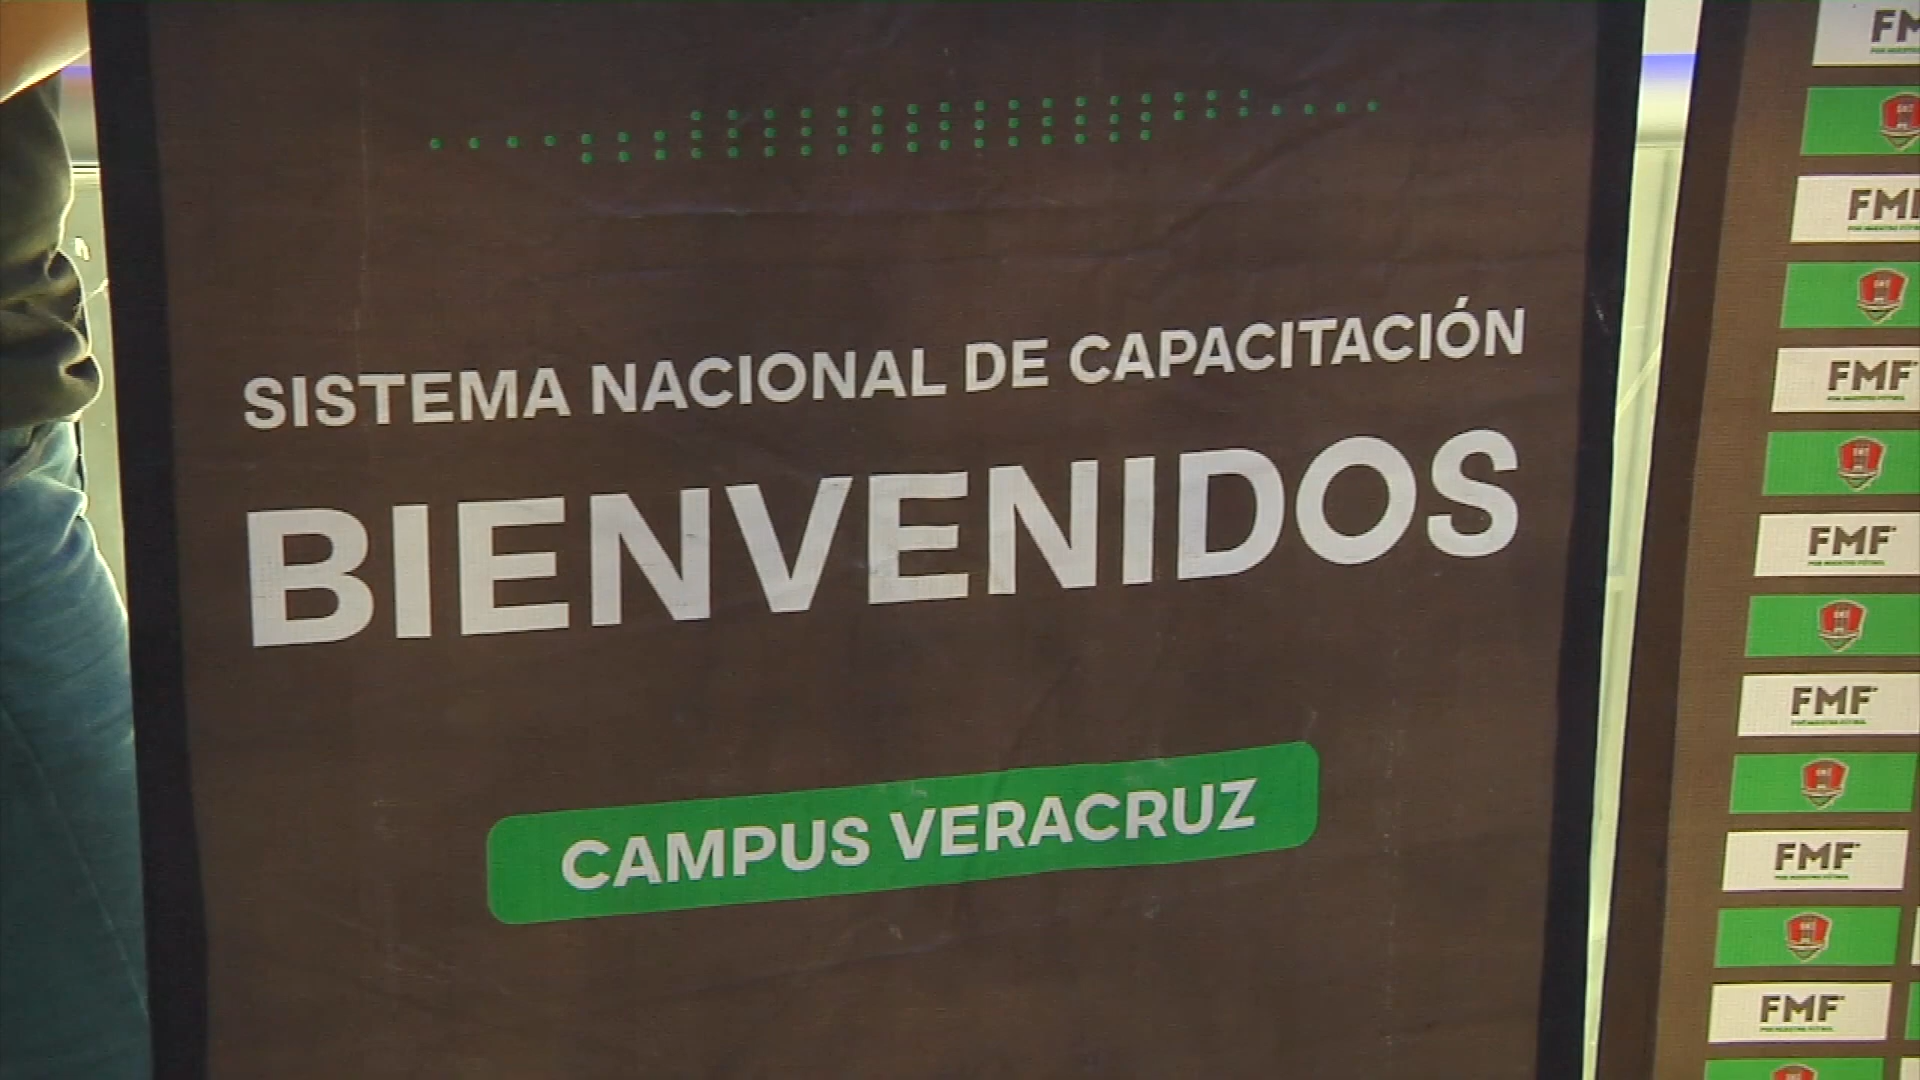 SISTEMA NACIONAL DE CAPACITACIÓN
BIENVENIDOS
CAMPUS VERACRUZ
FMF
FMF
FMF
FMF
FMF
FMF